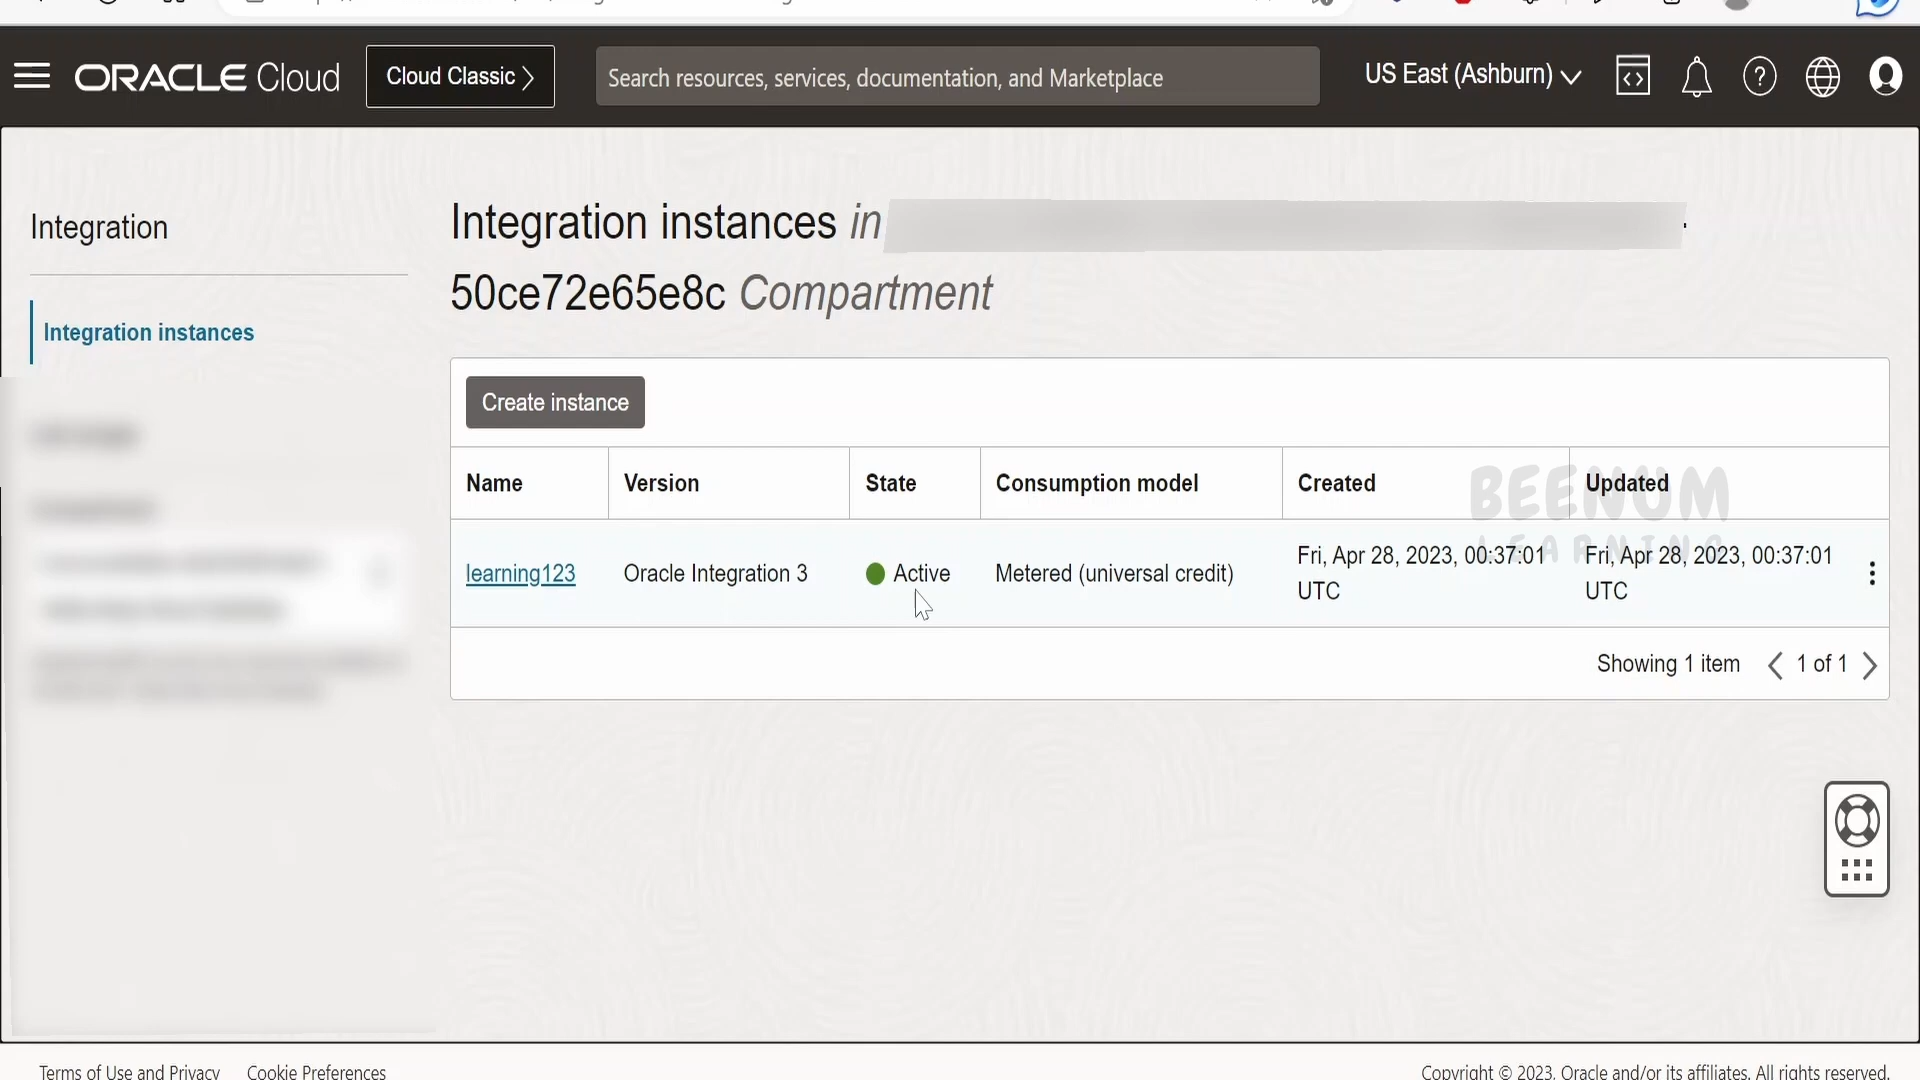 ORACLE Cloud
Cloud Classic
Search resources, services, documentation, and Marketplace
US East (Ashburn)
Integration
Integration instances
Integration instances in
50ce72e65e8c Compartment
Create instance
Name Version State Consumption model Created Updated
BEENUM
LEARNING
learning123 Oracle Integration 3 Active Metered (universal credit) Fri, Apr 28, 2023, 00:37:01 UTC Fri, Apr 28, 2023, 00:37:01 UTC
Showing 1 item 1 of 1
Terms of Use and Privacy Cookie Preferences
Copyright © 2023, Oracle and/or its affiliates. All rights reserved.